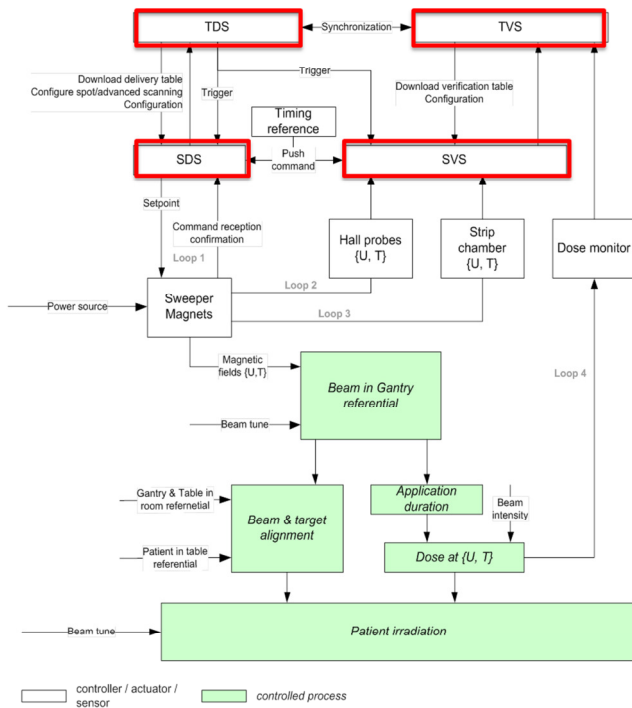 TDS
Synchronization
TVS
Download delivery table
Configure spot/advanced scanning
Configuration
Trigger
Trigger
Download verification table
Configuration
Timing
reference
SDS
Push
command
SVS
Setpoint
Command reception
confirmation
Loop 1
Hall probes
{U, T}
Strip
chamber
{U, T}
Dose monitor
Loop 2
Loop 3
Power source
Sweeper
Magnets
Magnetic
fields {U,T}
Loop 4
Beam in Gantry
referential
Beam tune
Gantry & Table in
room refernetial
Beam & target
alignment
Application
duration
Beam
intensity
Patient in table
referential
Dose at {U, T}
Beam tune
Patient irradiation
controller / actuator /
sensor
controlled process